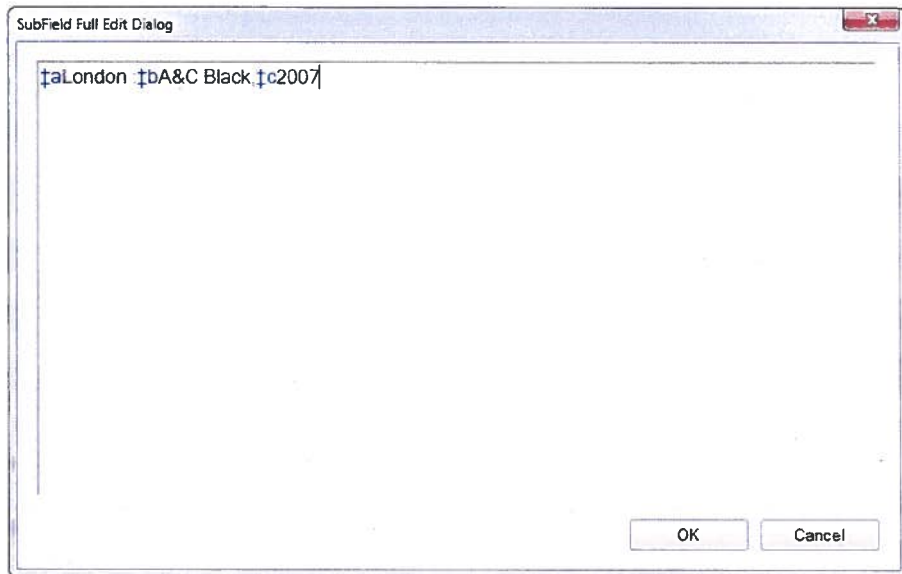 SubField Full Edit Dialog
‡aLondon :‡bA&C Black,‡c2007
OK
Cancel